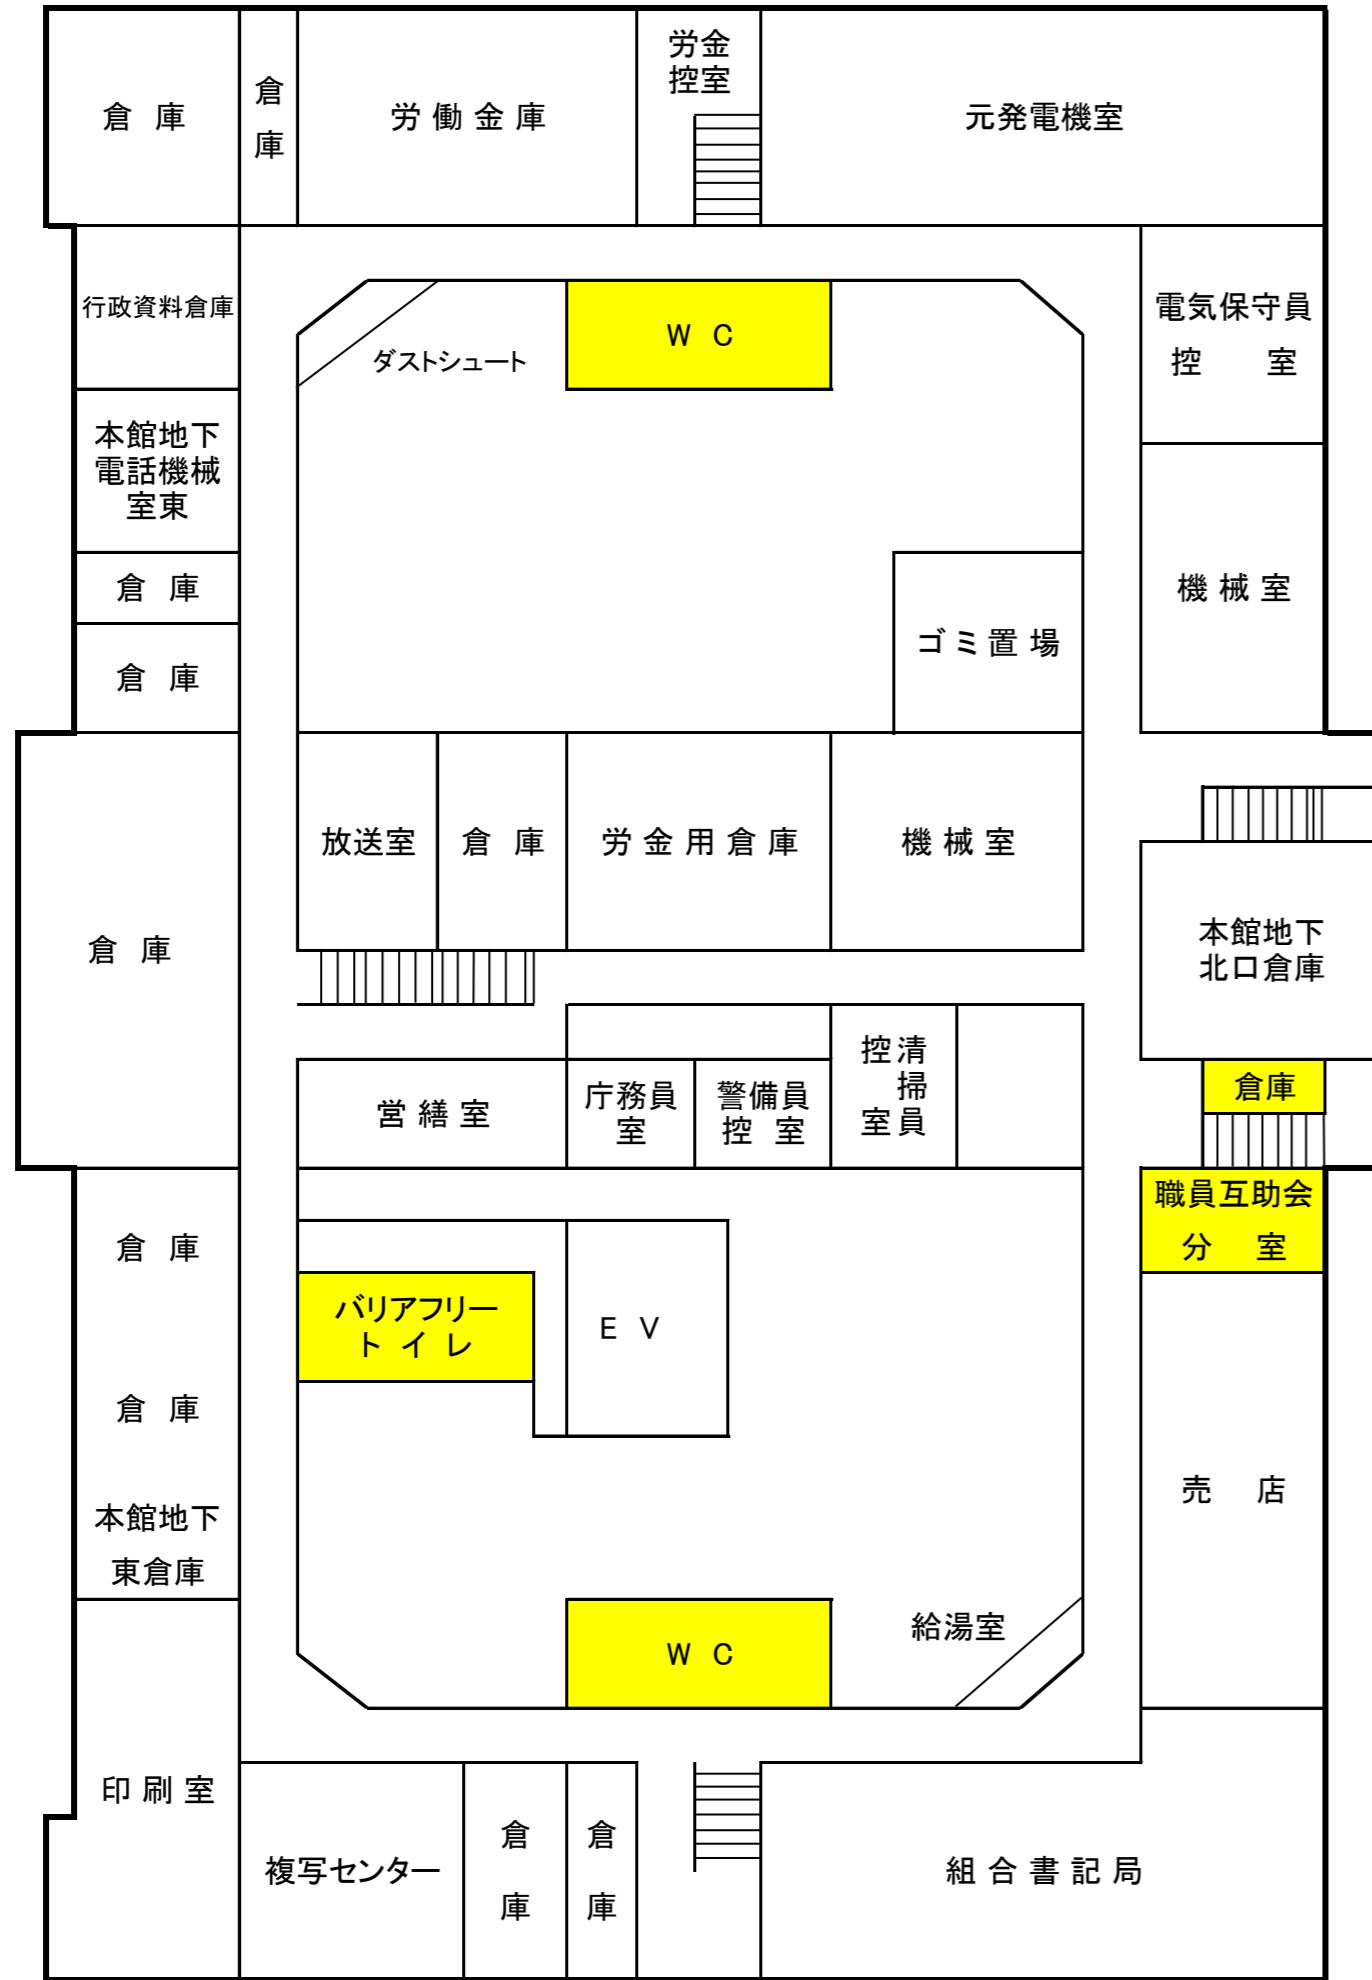 倉 庫
倉
庫
労 働 金 庫
労金
控室
元発電機室
行政資料倉庫
ダストシュート
W C
電気保守員
控 室
本館地下
電話機械
室東
倉 庫
機 械 室
ゴミ置 場
倉 庫
放送室
倉 庫
労 金 用 倉 庫
機 械 室
倉 庫
本館地下
北口倉庫
営 繕 室
庁務員
室
警備員
控 室
清掃員
控室
倉庫
職員互助会
分 室
倉 庫
バリアフリー
ト イ レ
E V
倉 庫
売 店
本館地下
東倉庫
W C
給湯室
印 刷 室
複写センター
倉
庫
倉
庫
組 合 書 記 局